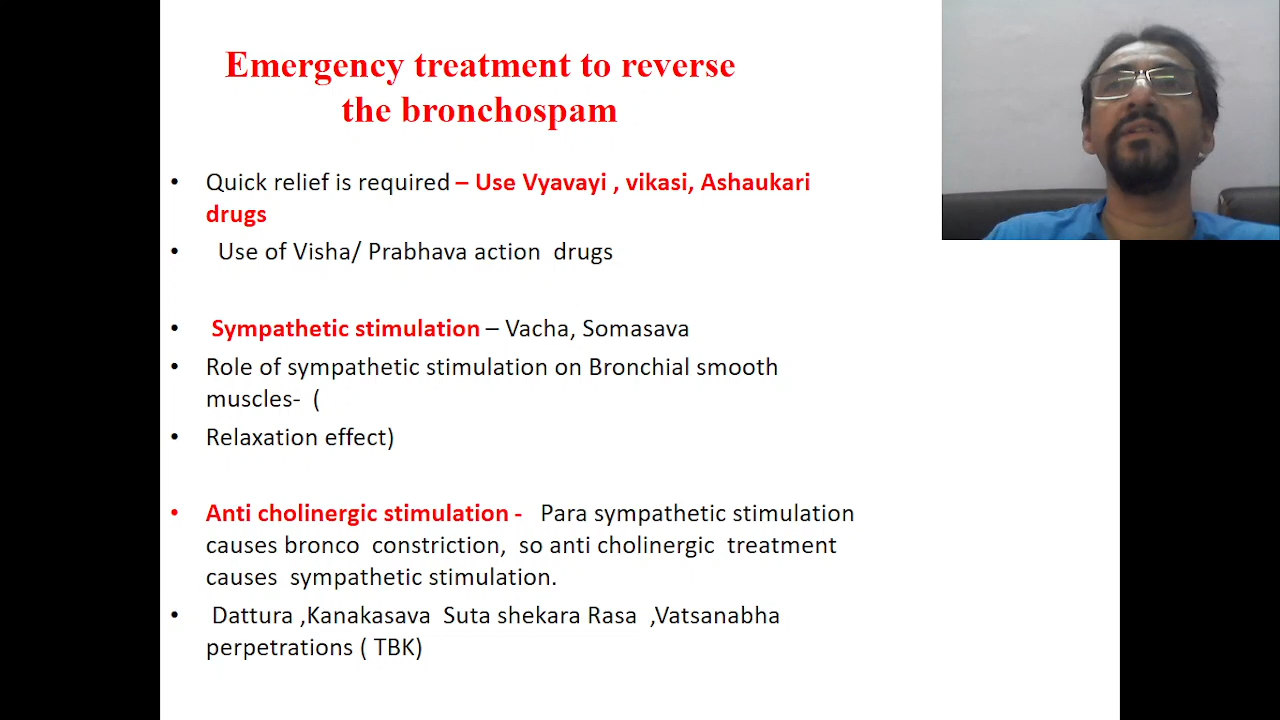 Emergency treatment to reverse
the bronchospam
• Quick relief is required – Use Vyavayi , vikasi, Ashaukari
drugs
• Use of Visha/ Prabhava action drugs
• Sympathetic stimulation – Vacha, Somasava
• Role of sympathetic stimulation on Bronchial smooth
muscles- (
• Relaxation effect)
• Anti cholinergic stimulation - Para sympathetic stimulation
causes bronco constriction, so anti cholinergic treatment
causes sympathetic stimulation.
• Dattura ,Kanakasava Suta shekara Rasa ,Vatsanabha
perpetrations ( TBK)